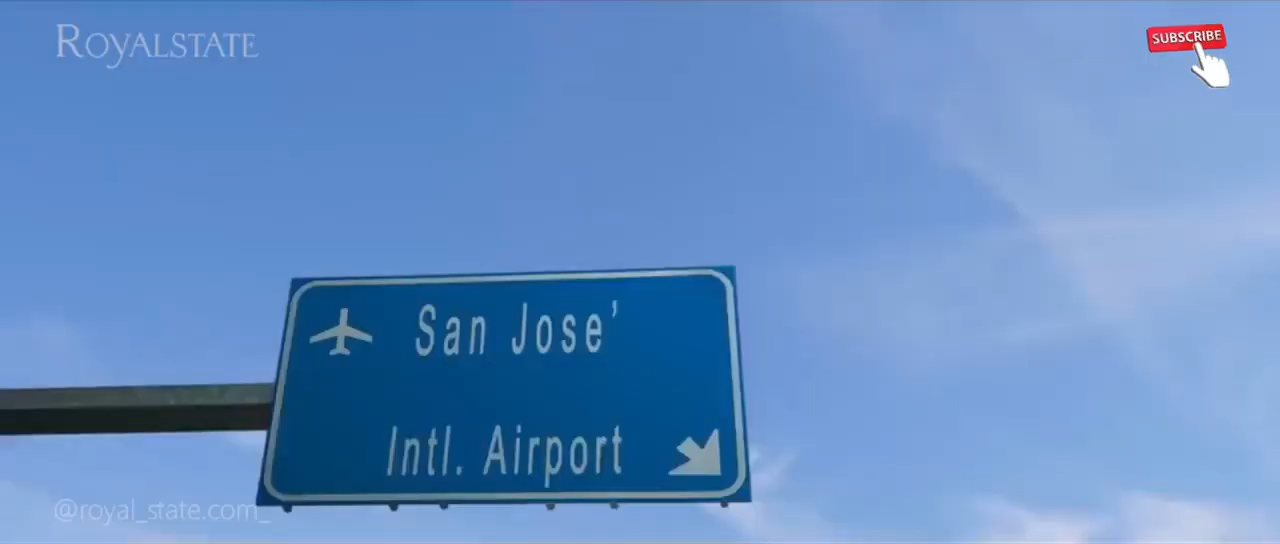 ROYALSTATE
SUBSCRIBE
San Jose'
Intl. Airport
@royal_state.com_